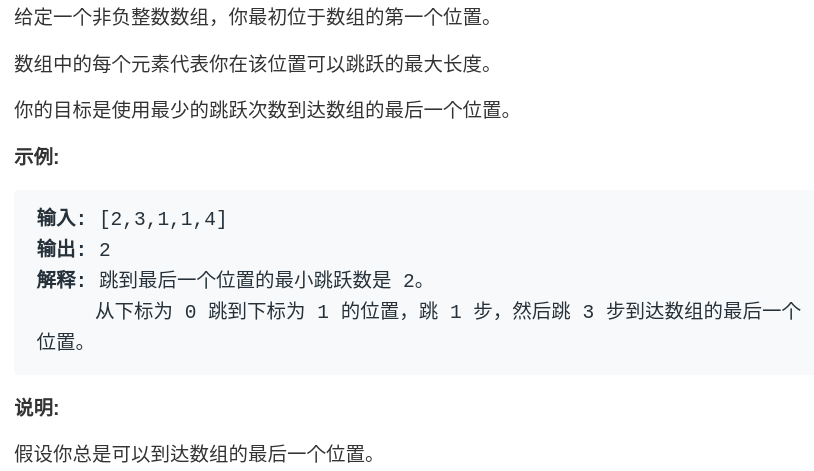 给定一个非负整数数组，你最初位于数组的第一个位置。
数组中的每个元素代表你在该位置可以跳跃的最大长度。
你的目标是使用最少的跳跃次数到达数组的最后一个位置。
示例:
输入: [2,3,1,1,4]
输出: 2
解释: 跳到最后一个位置的最小跳跃数是 2。
从下标为 0 跳到下标为 1 的位置，跳 1 步，然后跳 3 步到达数组的最后一个
位置。
说明:
假设你总是可以到达数组的最后一个位置。